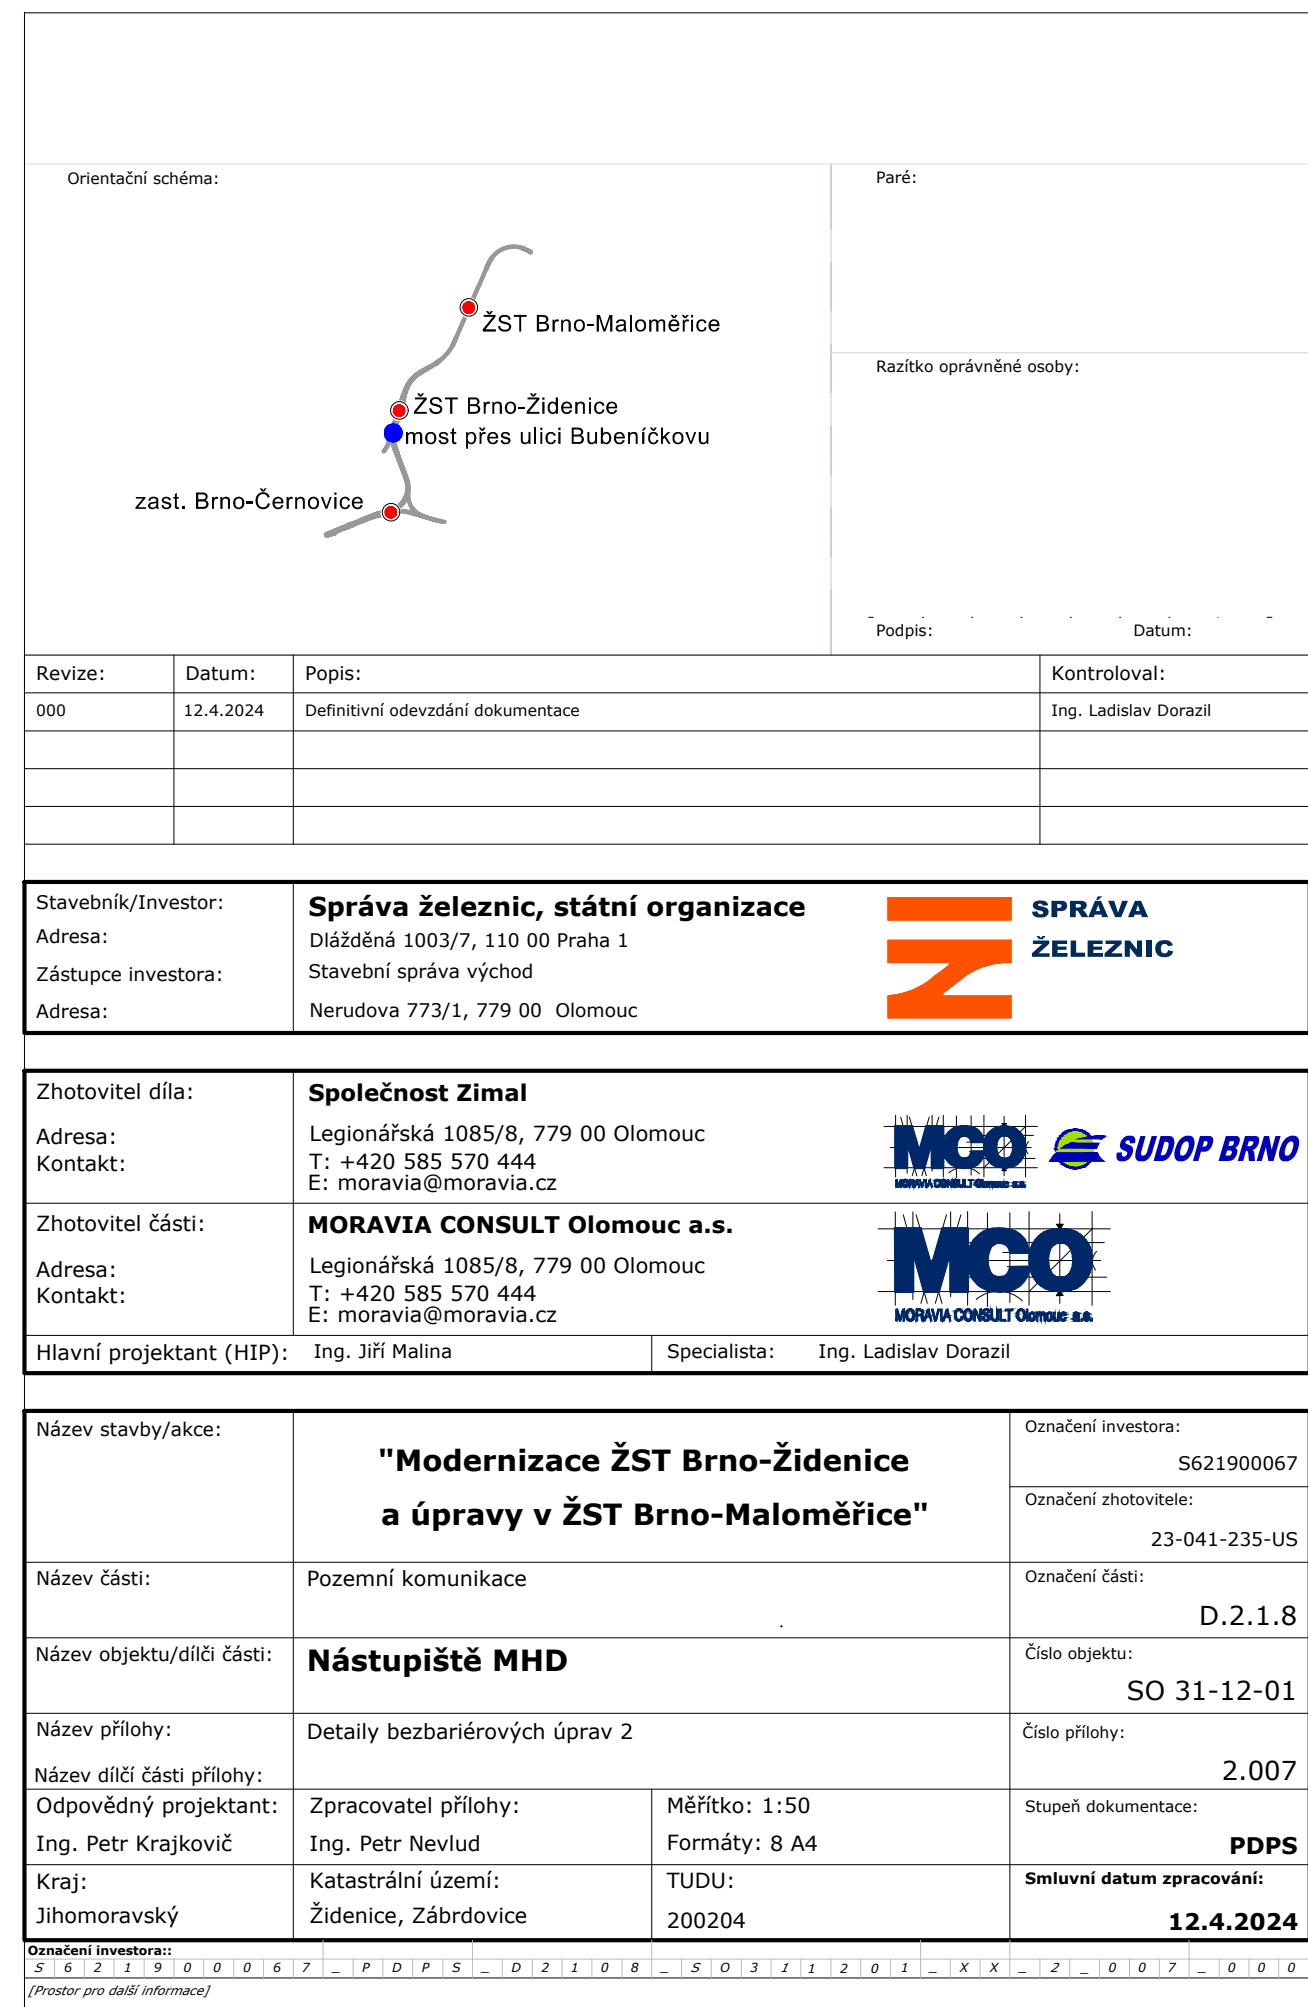 Orientační schéma:
Paré:
ŽST Brno-Maloměřice
Razítko oprávněné osoby:
ŽST Brno-Židenice
most přes ulici Bubeníčkovu
zast. Brno-Černovice
Podpis: Datum:
Revize: Datum: Popis: Kontroloval:
000 12.4.2024 Definitivní odevzdání dokumentace Ing. Ladislav Dorazil
Stavebník/Investor: Správa železnic, státní organizace
Adresa: Dlážděná 1003/7, 110 00 Praha 1
Zástupce investora: Stavební správa východ
Adresa: Nerudova 773/1, 779 00 Olomouc
SPRÁVA
ŽELEZNIC
Zhotovitel díla: Společnost Zimal
Adresa: Legionářská 1085/8, 779 00 Olomouc
Kontakt: T: +420 585 570 444
E: moravia@moravia.cz
MCO
MORAVIA CONSULT Olomouc a.s.
SUDOP BRNO
Zhotovitel části: MORAVIA CONSULT Olomouc a.s.
Adresa: Legionářská 1085/8, 779 00 Olomouc
Kontakt: T: +420 585 570 444
E: moravia@moravia.cz
MCO
MORAVIA CONSULT Olomouc a.s.
Hlavní projektant (HIP): Ing. Jiří Malina Specialista: Ing. Ladislav Dorazil
Název stavby/akce: "Modernizace ŽST Brno-Židenice
a úpravy v ŽST Brno-Maloměřice"
Označení investora:
S621900067
Označení zhotovitele:
23-041-235-US
Název části: Pozemní komunikace Označení části:
D.2.1.8
Název objektu/dílči části: Nástupiště MHD Číslo objektu:
SO 31-12-01
Název přílohy: Detaily bezbariérových úprav 2 Číslo přílohy:
Název dílčí části přílohy: 2.007
Odpovědný projektant: Zpracovatel přílohy: Měřítko: 1:50 Stupeň dokumentace:
Ing. Petr Krajkovič Ing. Petr Nevlud Formáty: 8 A4 PDPS
Kraj: Katastrální území: TUDU: Smluvní datum zpracování:
Jihomoravský Židenice, Zábrdovice 200204 12.4.2024
Označení investora::
S 6 2 1 9 0 0 0 6 7 _ P D P S _ D 2 1 0 8 _ S O 3 1 1 2 0 1 _ X X _ 2 _ 0 0 7 _ 0 0 0
[Prostor pro další informace]